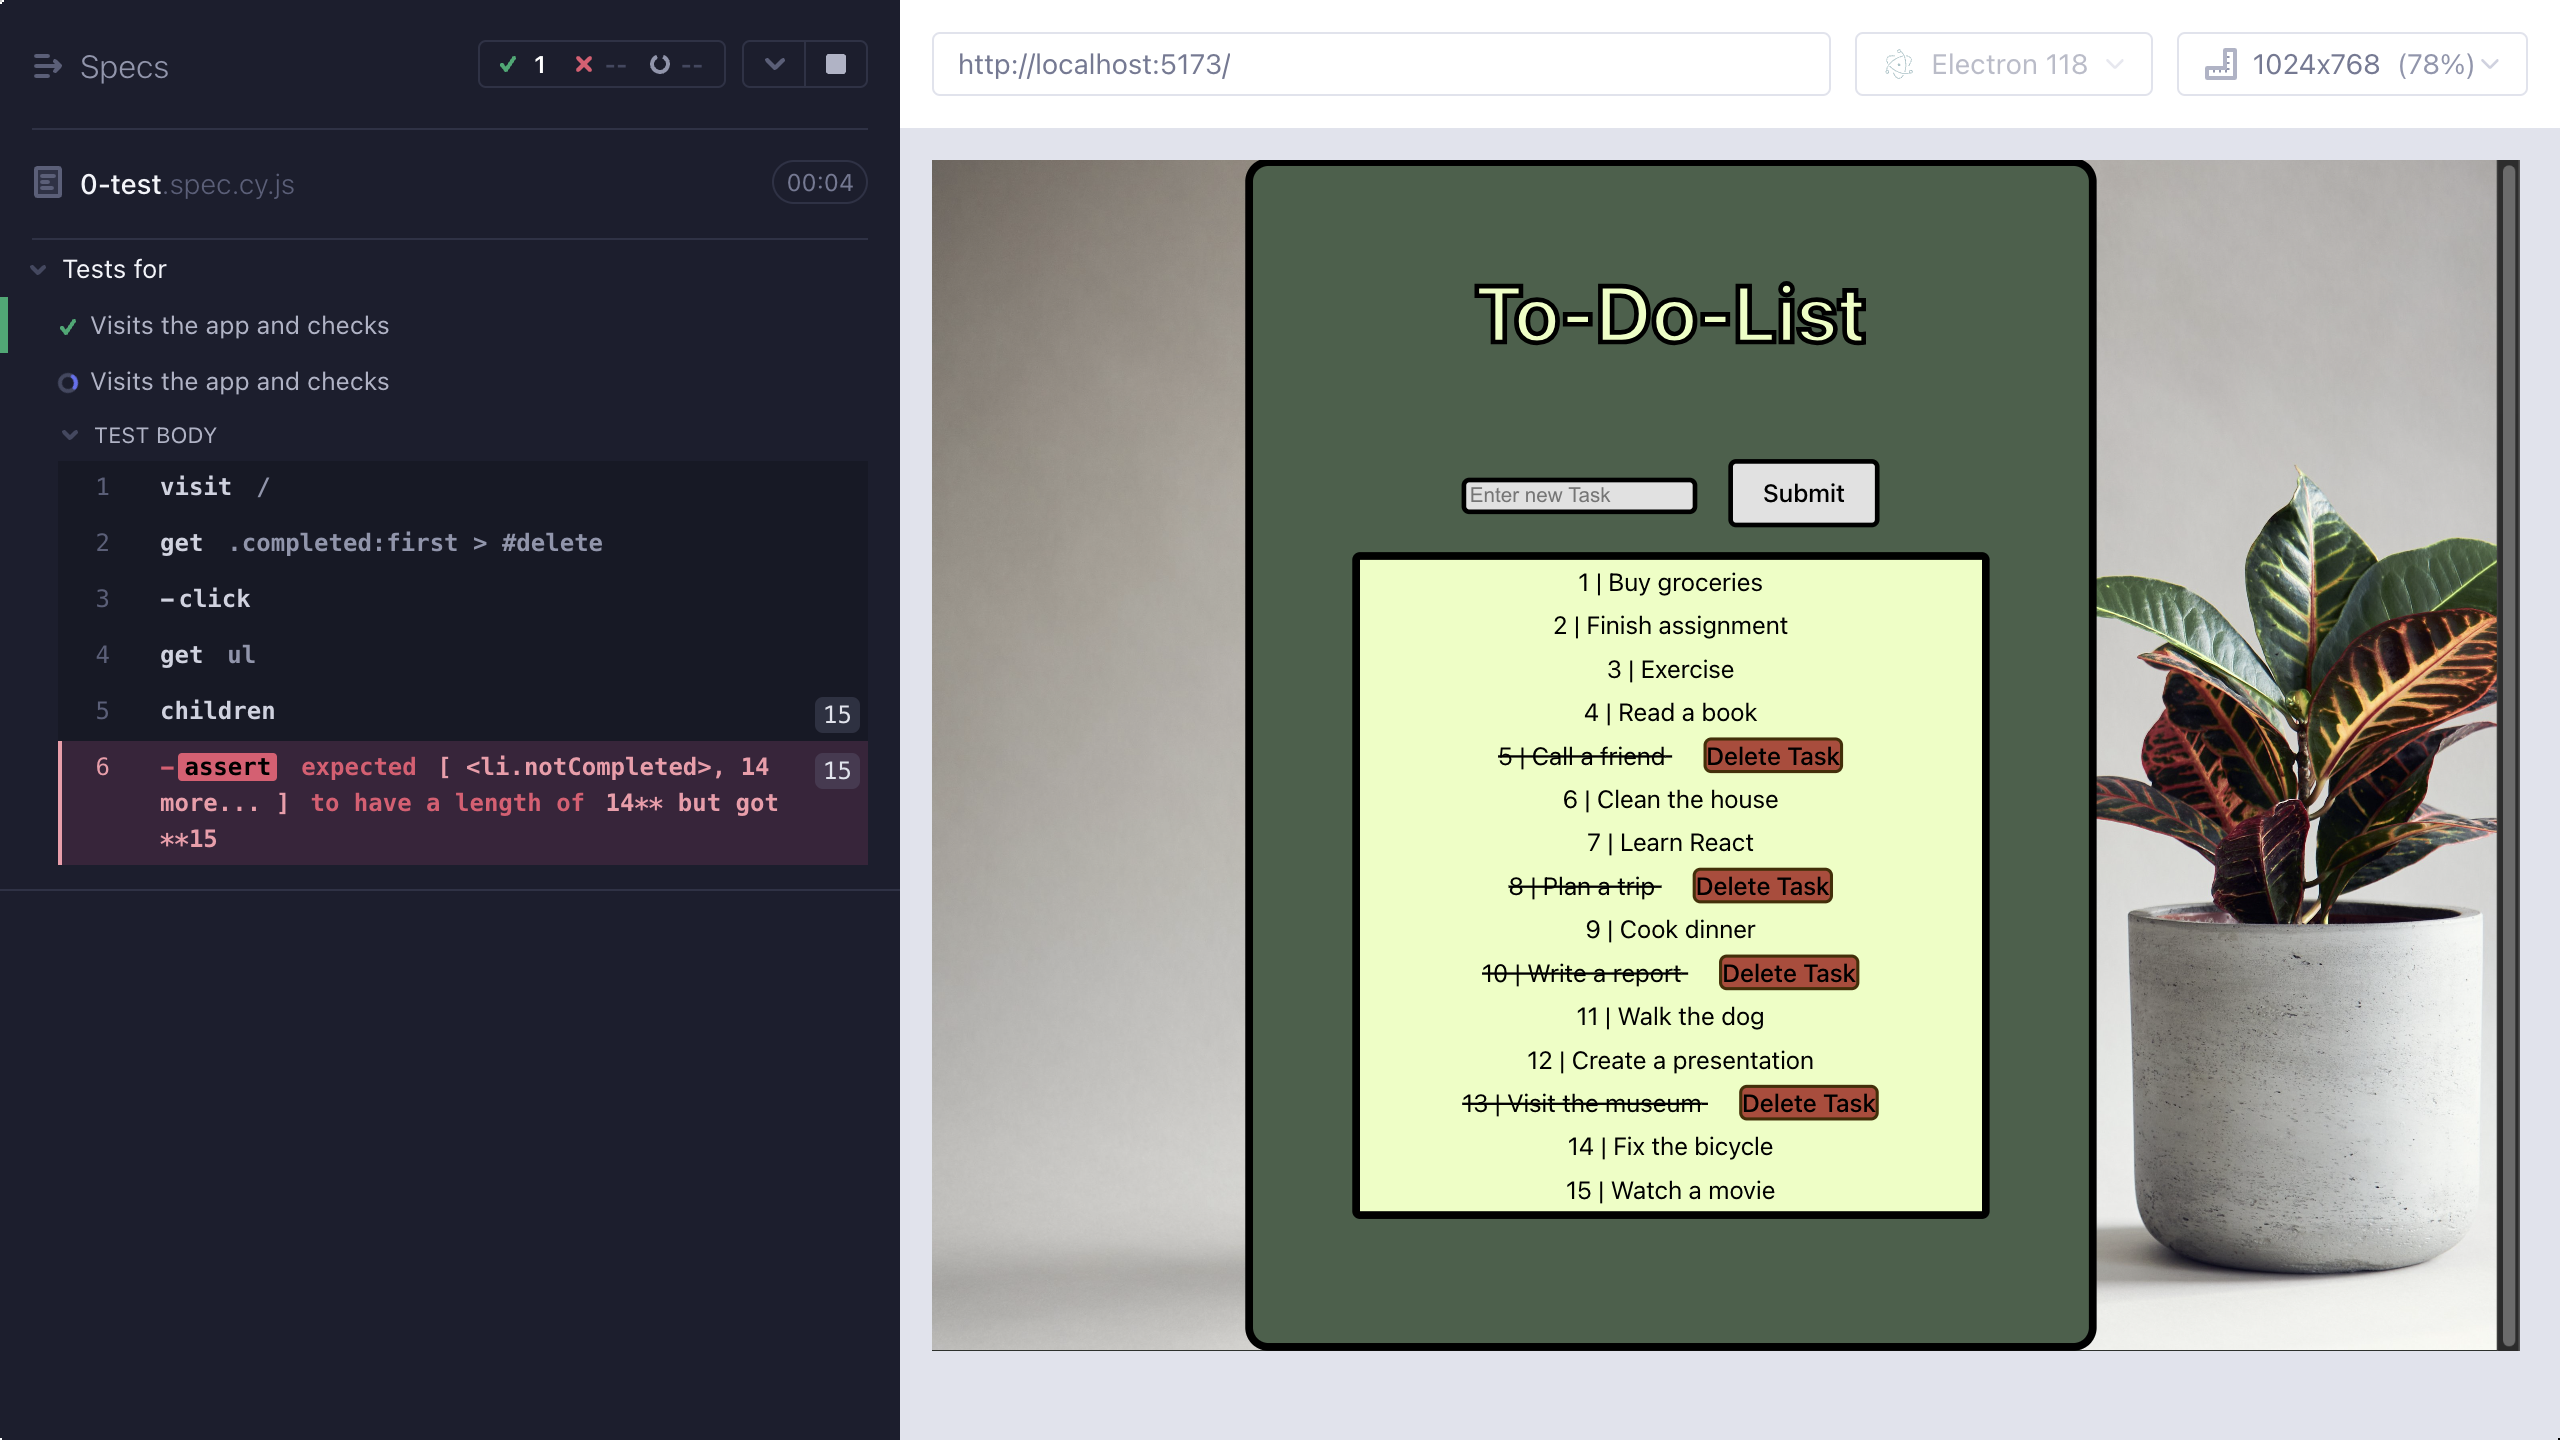 Specs
1 -- --
0-test.spec.cy.js 00:04
Tests for
Visits the app and checks
Visits the app and checks
TEST BODY
1 visit /
2 get .completed:first > #delete
3 -click
4 get ul
5 children 15
6 -assert expected [ <li.notCompleted>, 14 15
more... ] to have a length of 14** but got
**15
http://localhost:5173/
Electron 118
1024x768 (78%)
To-Do-List
Enter new Task
Submit
1 | Buy groceries
2 | Finish assignment
3 | Exercise
4 | Read a book
5 | Call a friend Delete Task
6 | Clean the house
7 | Learn React
8 | Plan a trip Delete Task
9 | Cook dinner
10 | Write a report Delete Task
11 | Walk the dog
12 | Create a presentation
13 | Visit the museum Delete Task
14 | Fix the bicycle
15 | Watch a movie